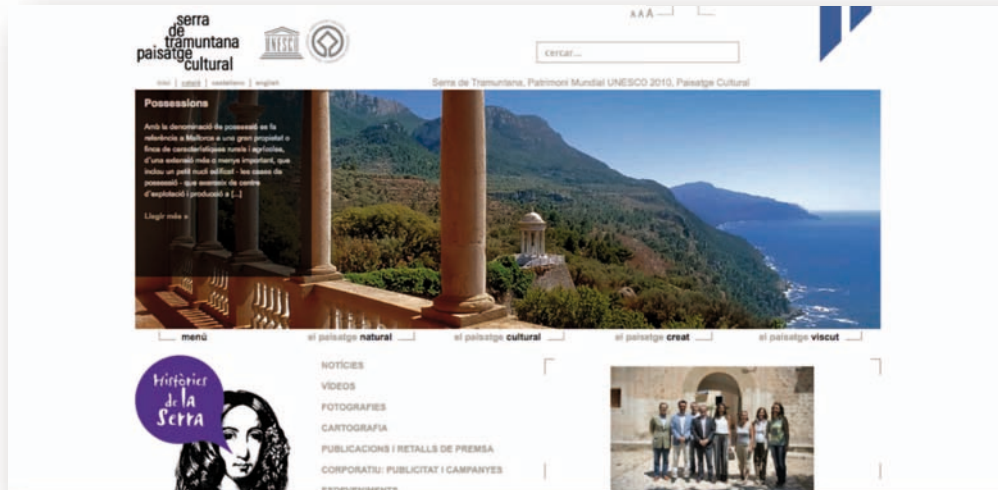 serra
de
tramuntana
paisatge
cultural
UNESCO
A A A
cercar...
inici | català | castellano | english
Serra de Tramuntana, Patrimoni Mundial UNESCO 2010, Paisatge Cultural
Possessions
Amb la denominació de possessió es fa
referència a Mallorca a una gran propietat o
finca de característiques rurals i agrícoles,
d'una extensió més o menys important, que
inclou un petit nucli edificat - les cases de
possessió - que exerceix de centre
d'explotació i producció a [...]
Llegir més »
menú
el paisatge natural
el paisatge cultural
el paisatge creat
el paisatge viscut
Històries
de la
Serra
NOTÍCIES
VÍDEOS
FOTOGRAFIES
CARTOGRAFIA
PUBLICACIONS I RETALLS DE PREMSA
CORPORATIU: PUBLICITAT I CAMPANYES
ESDEVENIMENTS